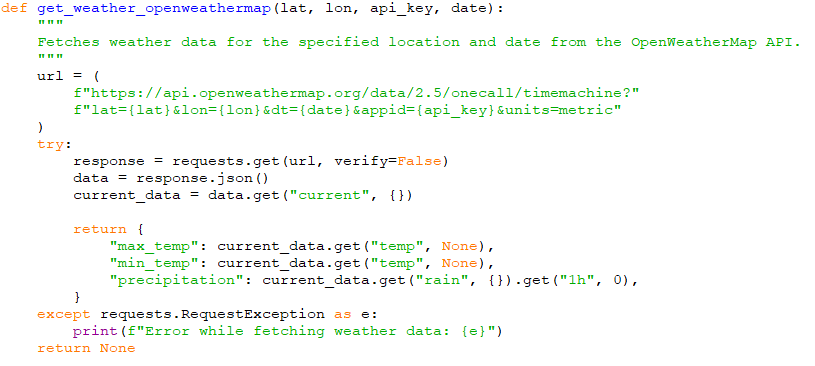 def get_weather_openweathermap(lat, lon, api_key, date):
    """
    Fetches weather data for the specified location and date from the OpenWeatherMap API.
    """
    url = (
        f"https://api.openweathermap.org/data/2.5/onecall/timemachine?"
        f"lat={lat}&lon={lon}&dt={date}&appid={api_key}&units=metric"
    )
    try:
        response = requests.get(url, verify=False)
        data = response.json()
        current_data = data.get("current", {})

        return {
            "max_temp": current_data.get("temp", None),
            "min_temp": current_data.get("temp", None),
            "precipitation": current_data.get("rain", {}).get("1h", 0),
        }
    except requests.RequestException as e:
        print(f"Error while fetching weather data: {e}")
    return None